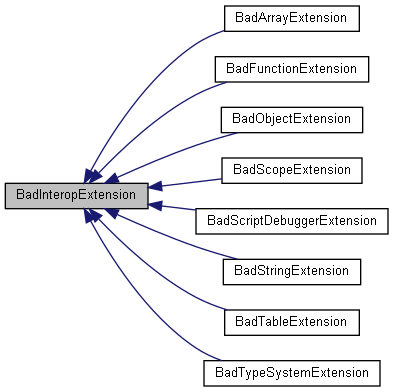 BadArrayExtension
BadFunctionExtension
BadObjectExtension
BadScopeExtension
BadInteropExtension
BadScriptDebuggerExtension
BadStringExtension
BadTableExtension
BadTypeSystemExtension